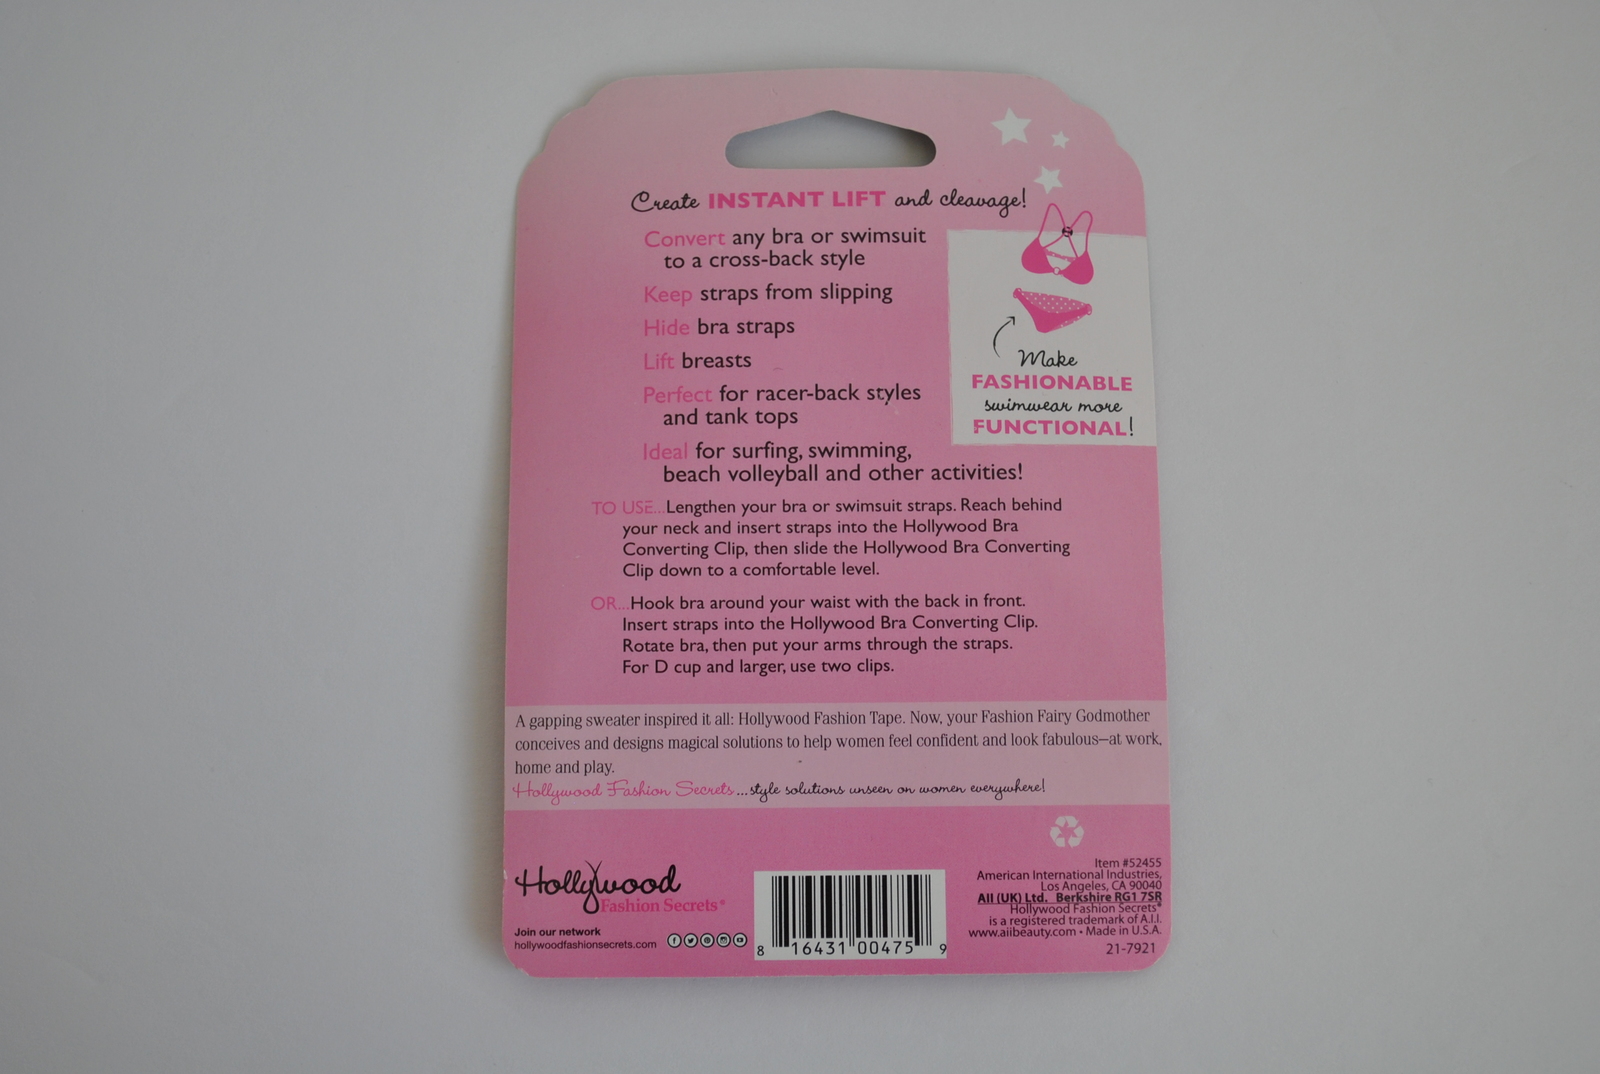 Create INSTANT LIFT and cleavage!
Convert any bra or swimsuit
to a cross-back style
Keep straps from slipping
Hide bra straps
Lift breasts
Perfect for racer-back styles
and tank tops
Ideal for surfing, swimming,
beach volleyball and other activities!
Make
FASHIONABLE
swimwear more
FUNCTIONAL!
TO USE...Lengthen your bra or swimsuit straps. Reach behind
your neck and insert straps into the Hollywood Bra
Converting Clip, then slide the Hollywood Bra Converting
Clip down to a comfortable level.
OR...Hook bra around your waist with the back in front.
Insert straps into the Hollywood Bra Converting Clip.
Rotate bra, then put your arms through the straps.
For D cup and larger, use two clips.
A gapping sweater inspired it all: Hollywood Fashion Tape. Now, your Fashion Fairy Godmother
conceives and designs magical solutions to help women feel confident and look fabulous—at work,
home and play.
Hollywood Fashion Secrets...style solutions unseen on women everywhere!
Hollywood
Fashion Secrets®
Join our network
hollywoodfashionsecrets.com
8 16431 00475 9
Item #52455
American International Industries,
Los Angeles, CA 90040
AII (UK) Ltd. Berkshire RG1 7SR
Hollywood Fashion Secrets®
is a registered trademark of A.I.I.
www.aiibeauty.com • Made in U.S.A.
21-7921